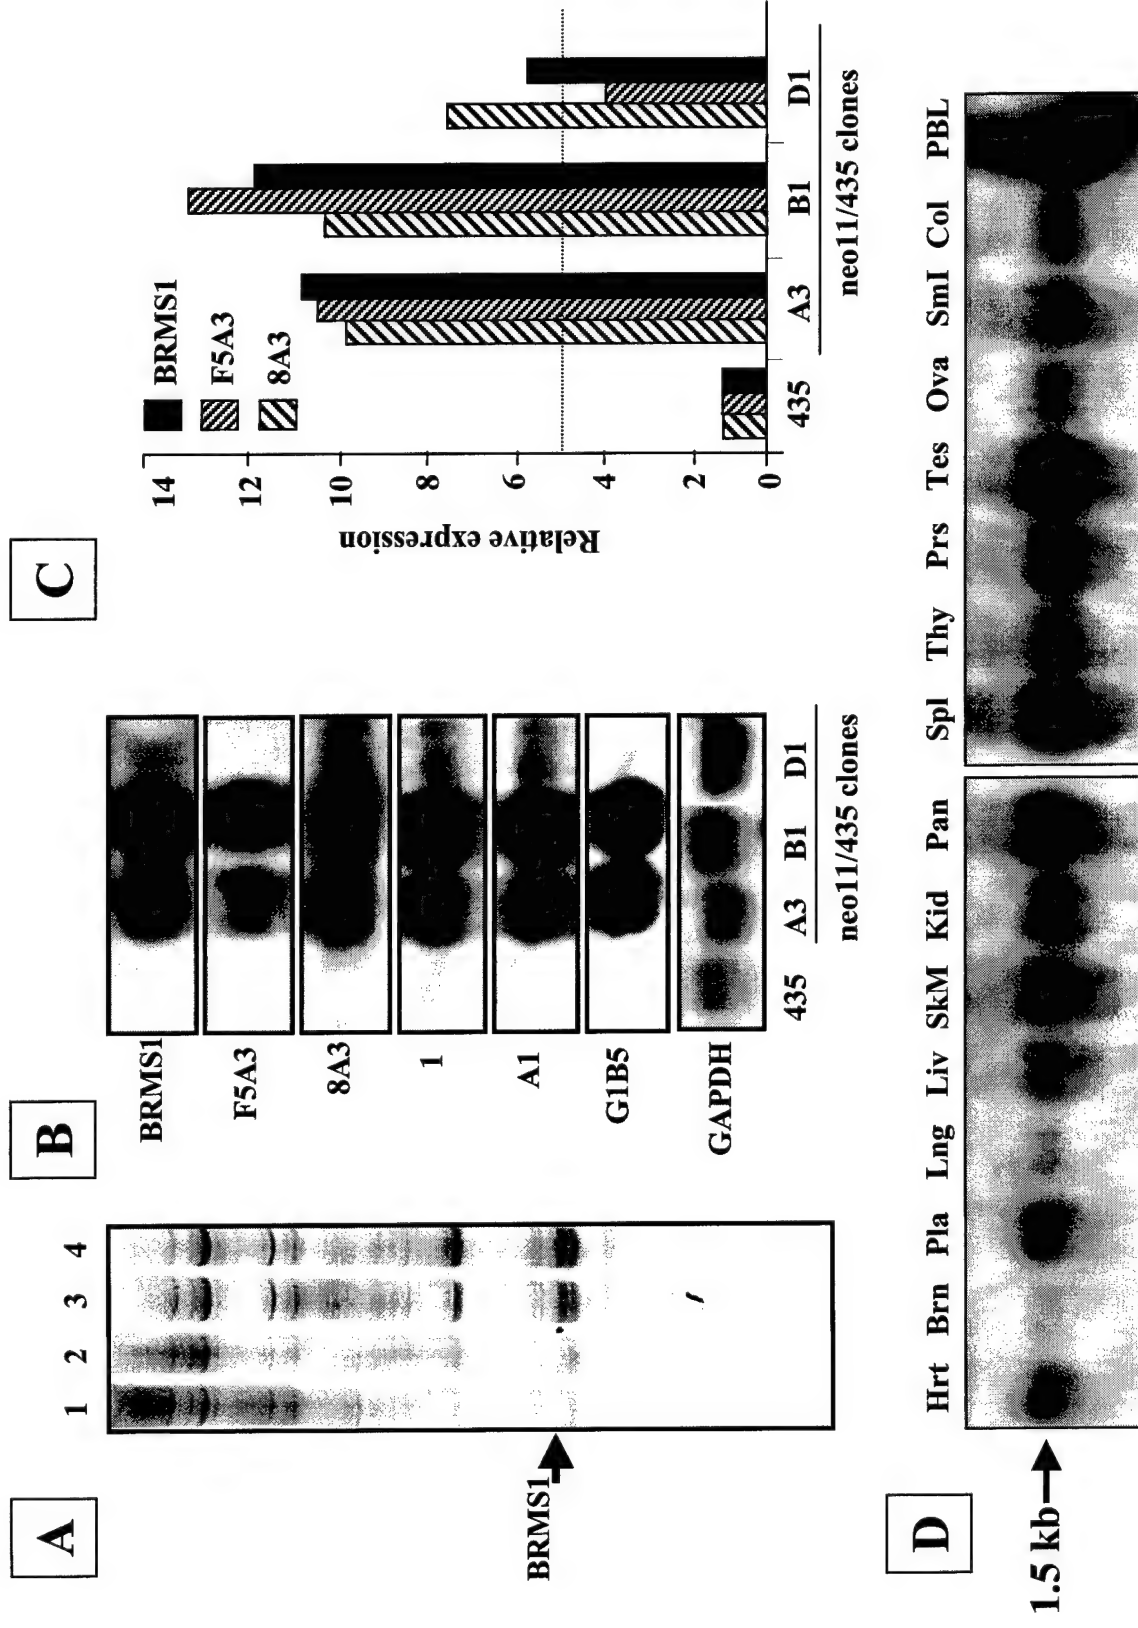 A
1 2 3 4
BRMS1
B
BRMS1
F5A3
8A3
1
A1
G1B5
GAPDH
435 A3 B1 D1
neo11/435 clones
C
BRMS1
F5A3
8A3
Relative expression
14
12
10
8
6
4
2
0
435 A3 B1 D1
neo11/435 clones
D
1.5 kb
Hrt Brn Pla Lng Liv SkM Kid Pan
Spl Thy Prs Tes Ova SmI Col PBL